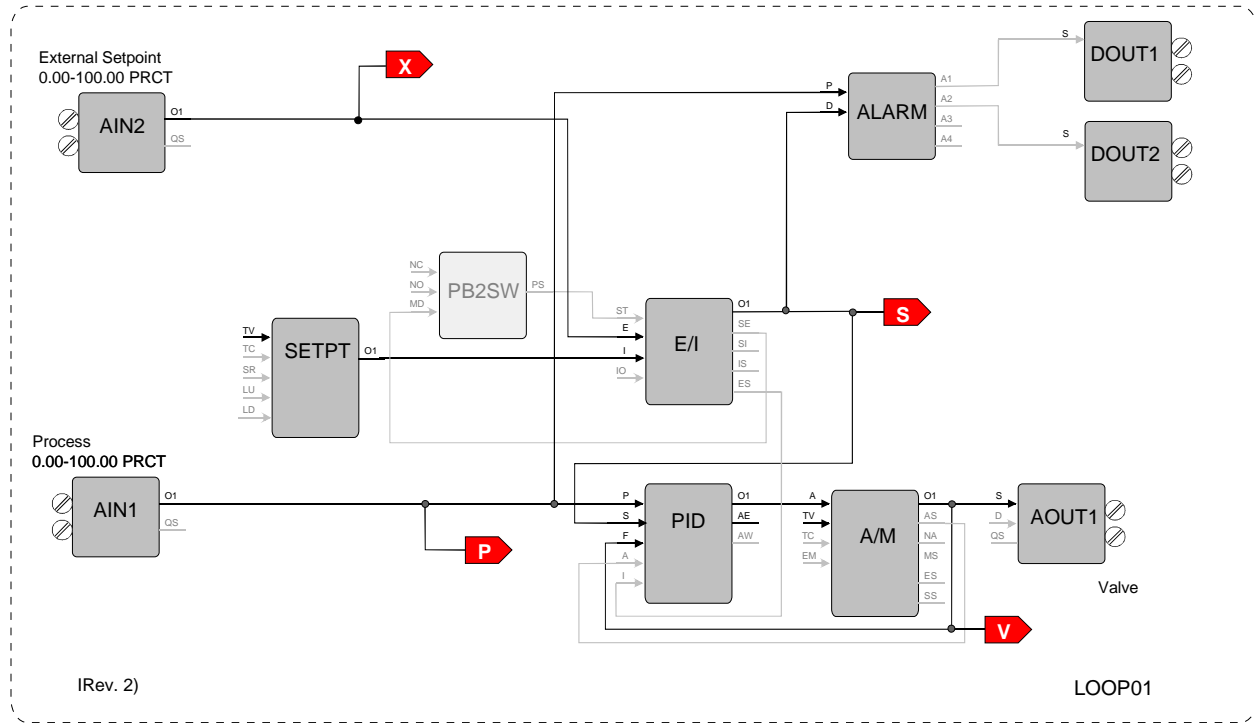 External Setpoint
0.00-100.00 PRCT
X
AIN2
O1
QS
P
D
ALARM
A1
A2
A3
A4
S
DOUT1
S
DOUT2
NC
NO
MD
PB2SW
PS
ST
E
I
IO
E/I
O1
SE
SI
IS
ES
S
TV
TC
SR
LU
LD
SETPT
O1
Process
0.00-100.00 PRCT
AIN1
O1
QS
P
P
S
F
A
I
PID
O1
AE
AW
A
TV
TC
EM
A/M
O1
AS
NA
MS
ES
SS
V
S
D
QS
AOUT1
Valve
IRev. 2)
LOOP01